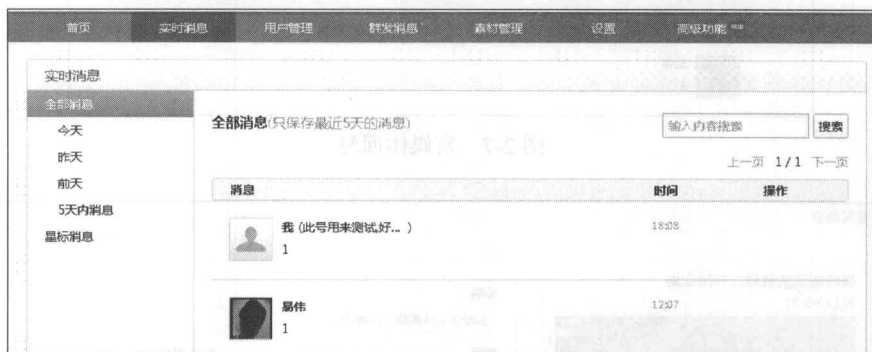 首页 实时消息 用户管理 群发消息 素材管理 设置 高级功能
实时消息
全部消息
今天
昨天
前天
5天内消息
星标消息
全部消息(只保存最近5天的消息)
输入内容搜索 搜索
上一页 1/1 下一页
消息 时间 操作
我 (此号用来测试,好... ) 18:08
1
易伟 12:07
1